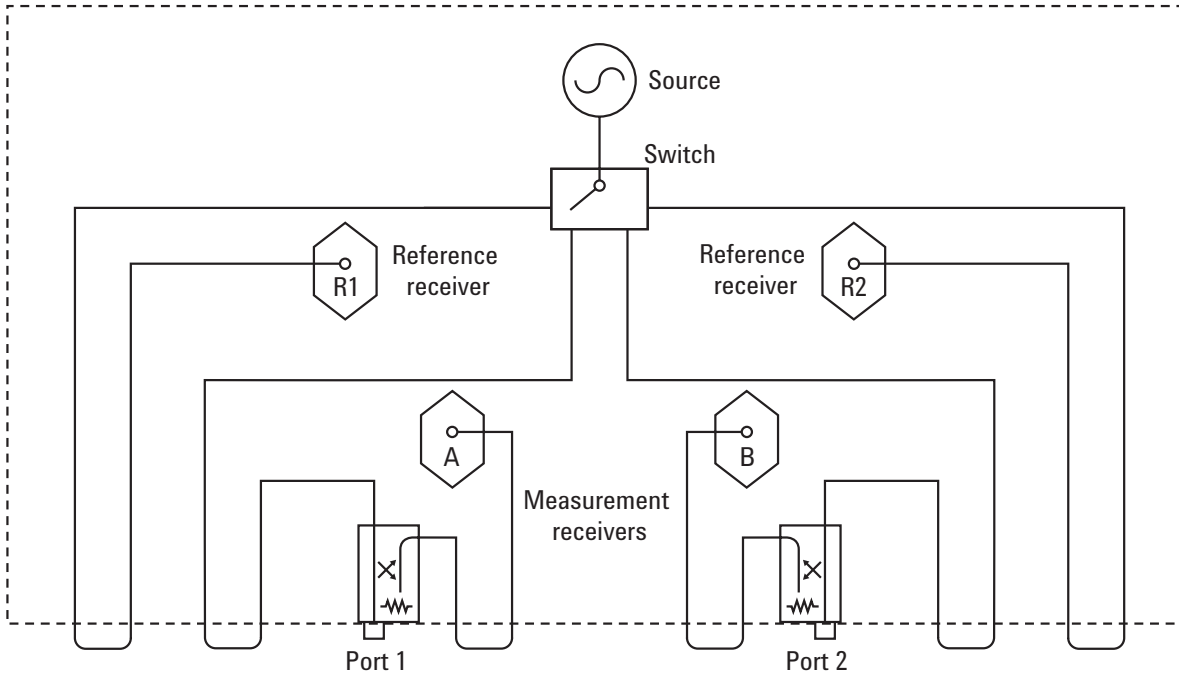 Source
Switch
Reference
receiver
R1
Reference
receiver
R2
A
B
Measurement
receivers
Port 1
Port 2